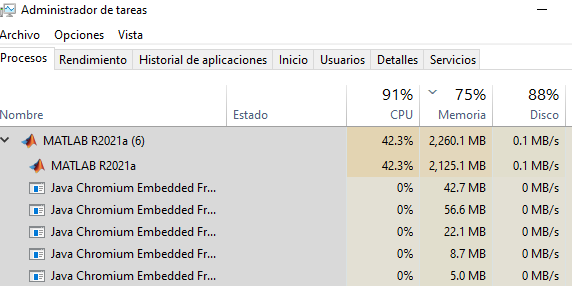 Administrador de tareas
Archivo Opciones Vista
Procesos Rendimiento Historial de aplicaciones Inicio Usuarios Detalles Servicios
91% 75% 88%
Nombre Estado CPU Memoria Disco
MATLAB R2021a (6) 42.3% 2,260.1 MB 0.1 MB/s
MATLAB R2021a 42.3% 2,125.1 MB 0.1 MB/s
Java Chromium Embedded Fr... 0% 42.7 MB 0 MB/s
Java Chromium Embedded Fr... 0% 56.6 MB 0 MB/s
Java Chromium Embedded Fr... 0% 22.1 MB 0 MB/s
Java Chromium Embedded Fr... 0% 8.7 MB 0 MB/s
Java Chromium Embedded Fr... 0% 5.0 MB 0 MB/s